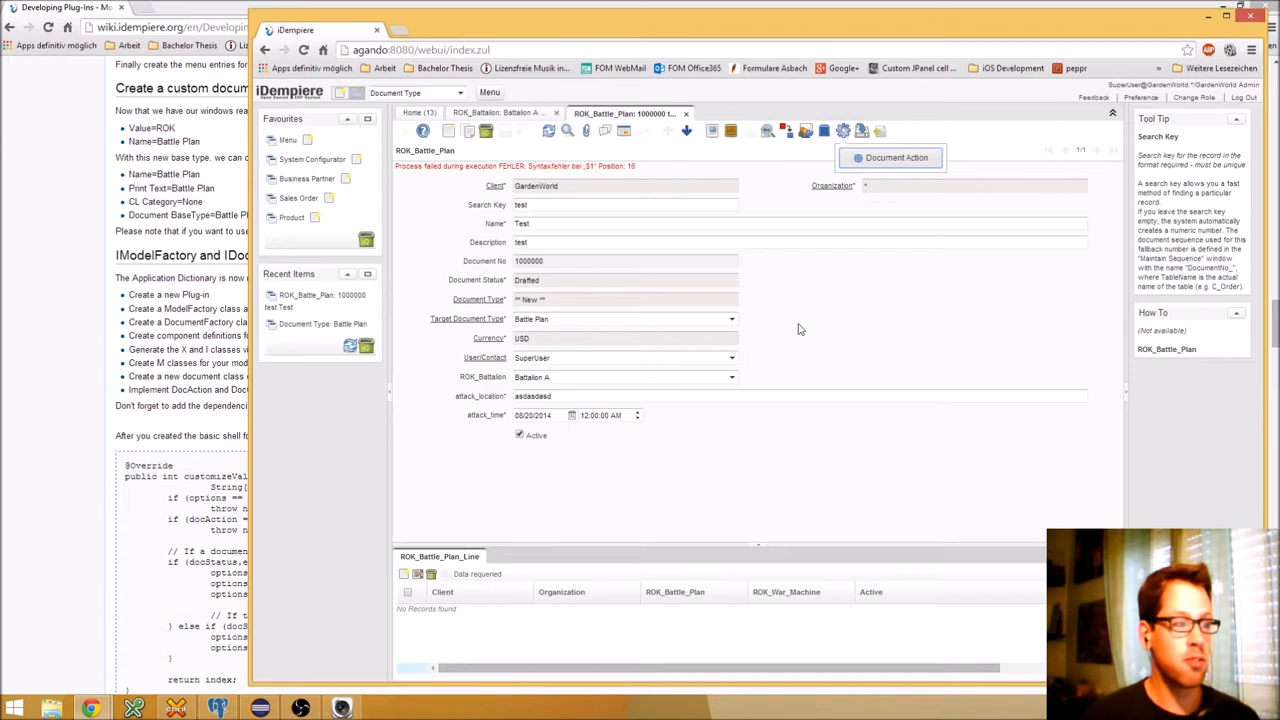 Developing Plug-Ins - iDe
wiki.idempiere.org/en/Developin
Apps definitiv möglich
Arbeit
Bachelor Thesis
Liz
Finally create the menu entries for
Create a custom docum
Now that we have our windows rea
Value=ROK
Name=Battle Plan
With this new base type, we can c
Name=Battle Plan
Print Text=Battle Plan
CL Category=None
Document BaseType=Battle Pl
Please note that if you want to use
IModelFactory and IDoc
The Application Dictionary is now r
Create a new Plug-in
Create a ModelFactory class a
Create a DocumentFactory cla
Create component definitions fo
Generate the X and I classes vi
Create M classes for your mod
Create a new document class c
Implement DocAction and Docu
Don't forget to add the dependenci
After you created the basic shell fo
@Override
public int customizeVal
String[
if (options ==
throw n
if (docAction =
throw n
// If a documen
if (docStatus.e
options
options
options
// If t
} else if (docS
options
options
}
return index;
}
iDempiere
agando:8080/webui/index.zul
Apps definitiv möglich
Arbeit
Bachelor Thesis
Lizenzfreie Musik ...
FOM WebMail
FOM Office365
Formulare Asbach
Google+
Custom JPanel cell ...
iOS Development
peppr
»
Weitere Lesezeichen
iDempiere
Document Type
Menu
SuperUser@GardenWorld.*/GardenWorld Admin
Feedback
Preference
Change Role
Log Out
Favourites
Menu
System Configurator
Business Partner
Sales Order
Product
Recent Items
ROK_Battle_Plan: 1000000
test Test
Document Type: Battle Plan
Home (13)
ROK_Battalion: Battalion A ...
ROK_Battle_Plan: 1000000 t...
ROK_Battle_Plan
1/1
Document Action
Process failed during execution FEHLER: Syntaxfehler bei „S1“ Position: 16
Client*
GardenWorld
Organization*
*
Search Key
test
Name*
Test
Description
test
Document No
1000000
Document Status*
Drafted
Document Type*
** New **
Target Document Type*
Battle Plan
Currency*
USD
User/Contact
SuperUser
ROK_Battalion
Battalion A
attack_location*
asdasdasd
attack_time*
08/20/2014
12:00:00 AM
Active
ROK_Battle_Plan_Line
Data requeried
Client
Organization
ROK_Battle_Plan
ROK_War_Machine
Active
No Records found
Tool Tip
Search Key
Search key for the record in the
format required - must be unique
A search key allows you a fast
method of finding a particular
record.
If you leave the search key
empty, the system automatically
creates a numeric number. The
document sequence used for this
fallback number is defined in the
"Maintain Sequence" window
with the name "DocumentNo_",
where TableName is the actual
name of the table (e.g. C_Order).
How To
(Not available)
ROK_Battle_Plan